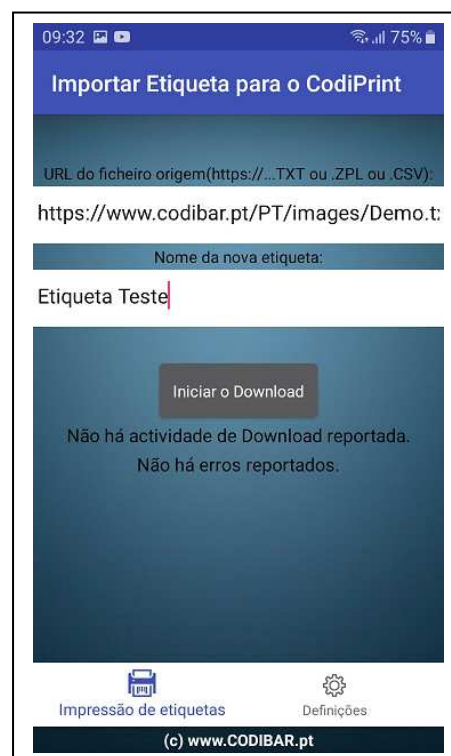 09:32 75%
Importar Etiqueta para o CodiPrint
URL do ficheiro origem(https://...TXT ou .ZPL ou .CSV):
https://www.codibar.pt/PT/images/Demo.t
Nome da nova etiqueta:
Etiqueta Teste
Iniciar o Download
Não há actividade de Download reportada.
Não há erros reportados.
Impressão de etiquetas Definições
(c) www.CODIBAR.pt